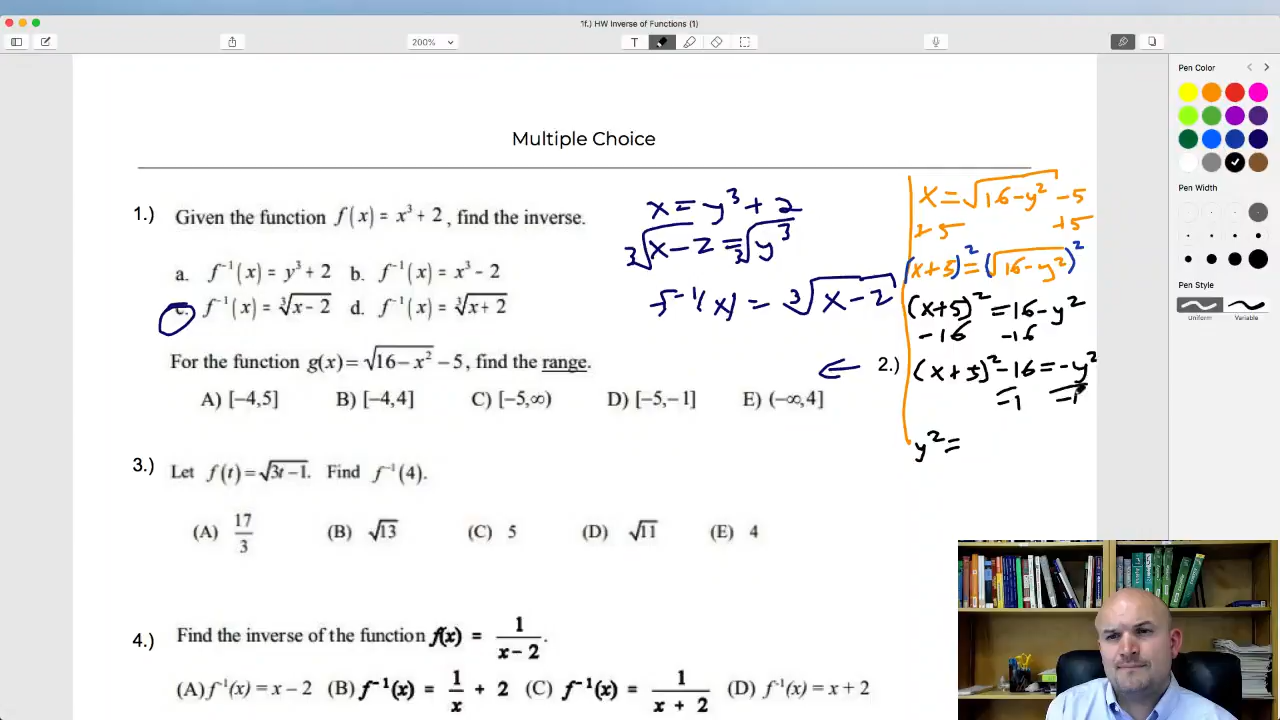 1f.) HW Inverse of Functions (1)
200%
T
Pen Color
Pen Width
Pen Style
Uniform
Variable
Multiple Choice
1.)
Given the function f(x) = x³ + 2, find the inverse.
a. f⁻¹(x) = y³ + 2 b. f⁻¹(x) = x³ - 2
c. f⁻¹(x) = ∛(x - 2) d. f⁻¹(x) = ∛(x + 2)
x = y³ + 2
∛(x - 2) = ∛(y³)
f⁻¹(x) = ∛(x - 2)
2.)
For the function g(x) = √(16 - x²) - 5, find the range.
A) [-4,5] B) [-4,4] C) [-5,∞) D) [-5,-1] E) (-∞,4]
x = √(16 - y²) - 5
+5 +5
(x+5)² = (√(16 - y²))²
(x+5)² = 16 - y²
-16 -16
(x+5)² - 16 = -y²
-1 -1
y² =
3.)
Let f(t) = √(3t - 1). Find f⁻¹(4).
(A) 17/3 (B) √13 (C) 5 (D) √11 (E) 4
4.)
Find the inverse of the function f(x) = 1/(x - 2).
(A) f⁻¹(x) = x - 2 (B) f⁻¹(x) = 1/x + 2 (C) f⁻¹(x) = 1/(x + 2) (D) f⁻¹(x) = x + 2